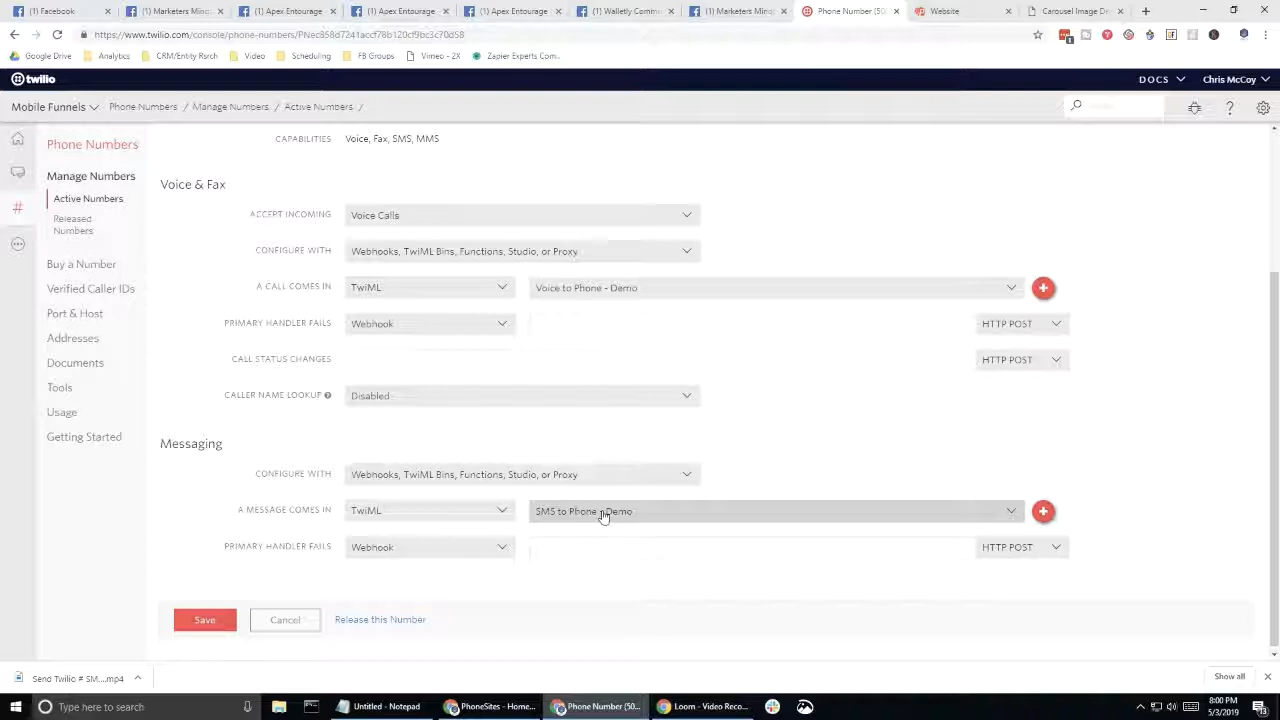 (1) Facebook
(1) Marketers Mindse
(1) Apex Entourage
(1) Apex Entourage
(1) Apex Entourage
(1) Walletly Comm
(1) Marketers Mind
Phone Number (50
Website
Carousel Image De
https://www.twilio.com/console/phone-numbers/PNec858d7241accf78b120cf9bc3c70d58
Google Drive
Analytics
CRM/Entity Rsrch
Video
Scheduling
FB Groups
Vimeo - 2X
Zapier Experts Com...
twilio
DOCS
Chris McCoy
Mobile Funnels
Phone Numbers / Manage Numbers / Active Numbers /
Phone Numbers
Manage Numbers
Active Numbers
Released
Numbers
Buy a Number
Verified Caller IDs
Port & Host
Addresses
Documents
Tools
Usage
Getting Started
CAPABILITIES Voice, Fax, SMS, MMS
Voice & Fax
ACCEPT INCOMING Voice Calls
CONFIGURE WITH Webhooks, TwiML Bins, Functions, Studio, or Proxy
A CALL COMES IN TwiML Voice to Phone - Demo
PRIMARY HANDLER FAILS Webhook HTTP POST
CALL STATUS CHANGES HTTP POST
CALLER NAME LOOKUP Disabled
Messaging
CONFIGURE WITH Webhooks, TwiML Bins, Functions, Studio, or Proxy
A MESSAGE COMES IN TwiML SMS to Phone - Demo
PRIMARY HANDLER FAILS Webhook HTTP POST
Save
Cancel
Release this Number
Send Twilio # SM....mp4
Show all
Type here to search
Untitled - Notepad
PhoneSites - Home...
Phone Number (50...
Loom - Video Reco...
8:00 PM
5/3/2019
13